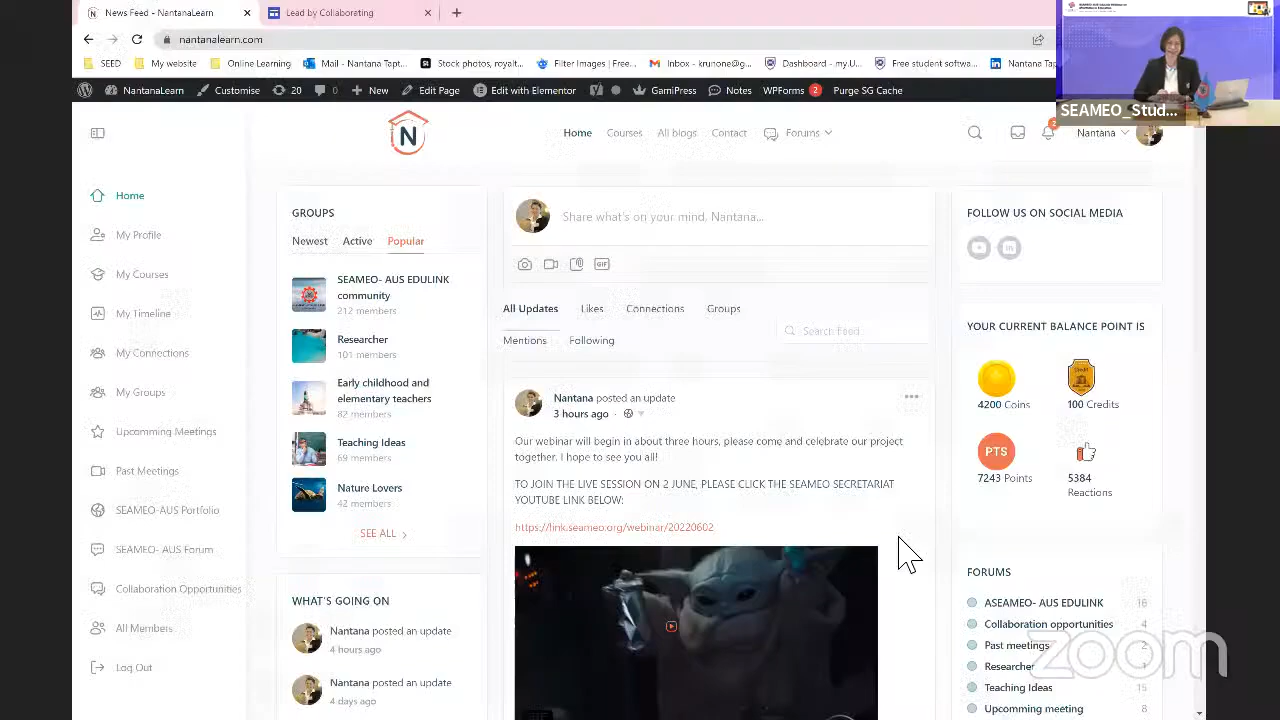 News Feed – NantanaLearn
News Feed
nantanalearn.com
SEED
My website
Online Learning
Mail - Nantana Tap...
Stock music, royalt...
Filter Images | F...
Gmail
Dashboard - my.U...
Free student softw...
Nantana Tap
NantanaLearn
Customise
20
0
Edit Page
Edit with Elementor
GamiPress
Notes
WPForms
2
Purge SG Cache
SEAMEO_Stud...
N
Home
Courses
All blogs
Contact
Forums
2
Nantana
Home
My Profile
My Courses
My Timeline
My Connections
My Groups
Upcomming Meetings
Past Meetings
SEAMEO-AUS Portfolio
SEAMEO- AUS Forum
Collaboration Opportunities
All Members
Log Out
GROUPS
Newest
Active
Popular
SEAMEO- AUS EDULINK
community
212 members
Researcher
101 members
Early child and
elementary teachers
82 members
Teaching Ideas
69 members
Nature Lovers
42 members
SEE ALL
WHAT'S GOING ON
Nantana posted an update
4 hours ago
Nantana posted an update
4 days ago
Share what's on your mind, Nantana...
GIF
All Updates
Likes
Connections
Groups
Mentions
Following
Search Feed...
Nantana posted an update
3 hours ago
Our webinar will begin in about three hours, please come and celebrate our project
together. I hope to see you all!
TO JOIN THE LIVE SESSION ON 2 JUNE, PLEASE CLICK THE SEAMEO SECRETARIAT
YOUTUBE LINK BELOW:
https://link.seameo.org/webinar/20220602
FOLLOW US ON SOCIAL MEDIA
YOUR CURRENT BALANCE POINT IS
4200 Coins
Credit
100 Credits
PTS
7243 Points
5384
Reactions
FORUMS
ASEAMEO- AUS EDULINK 16
Collaboration opportunities 4
Past meetings 2
Researcher 1
Teaching Ideas 15
Upcomming meeting 8
zoom